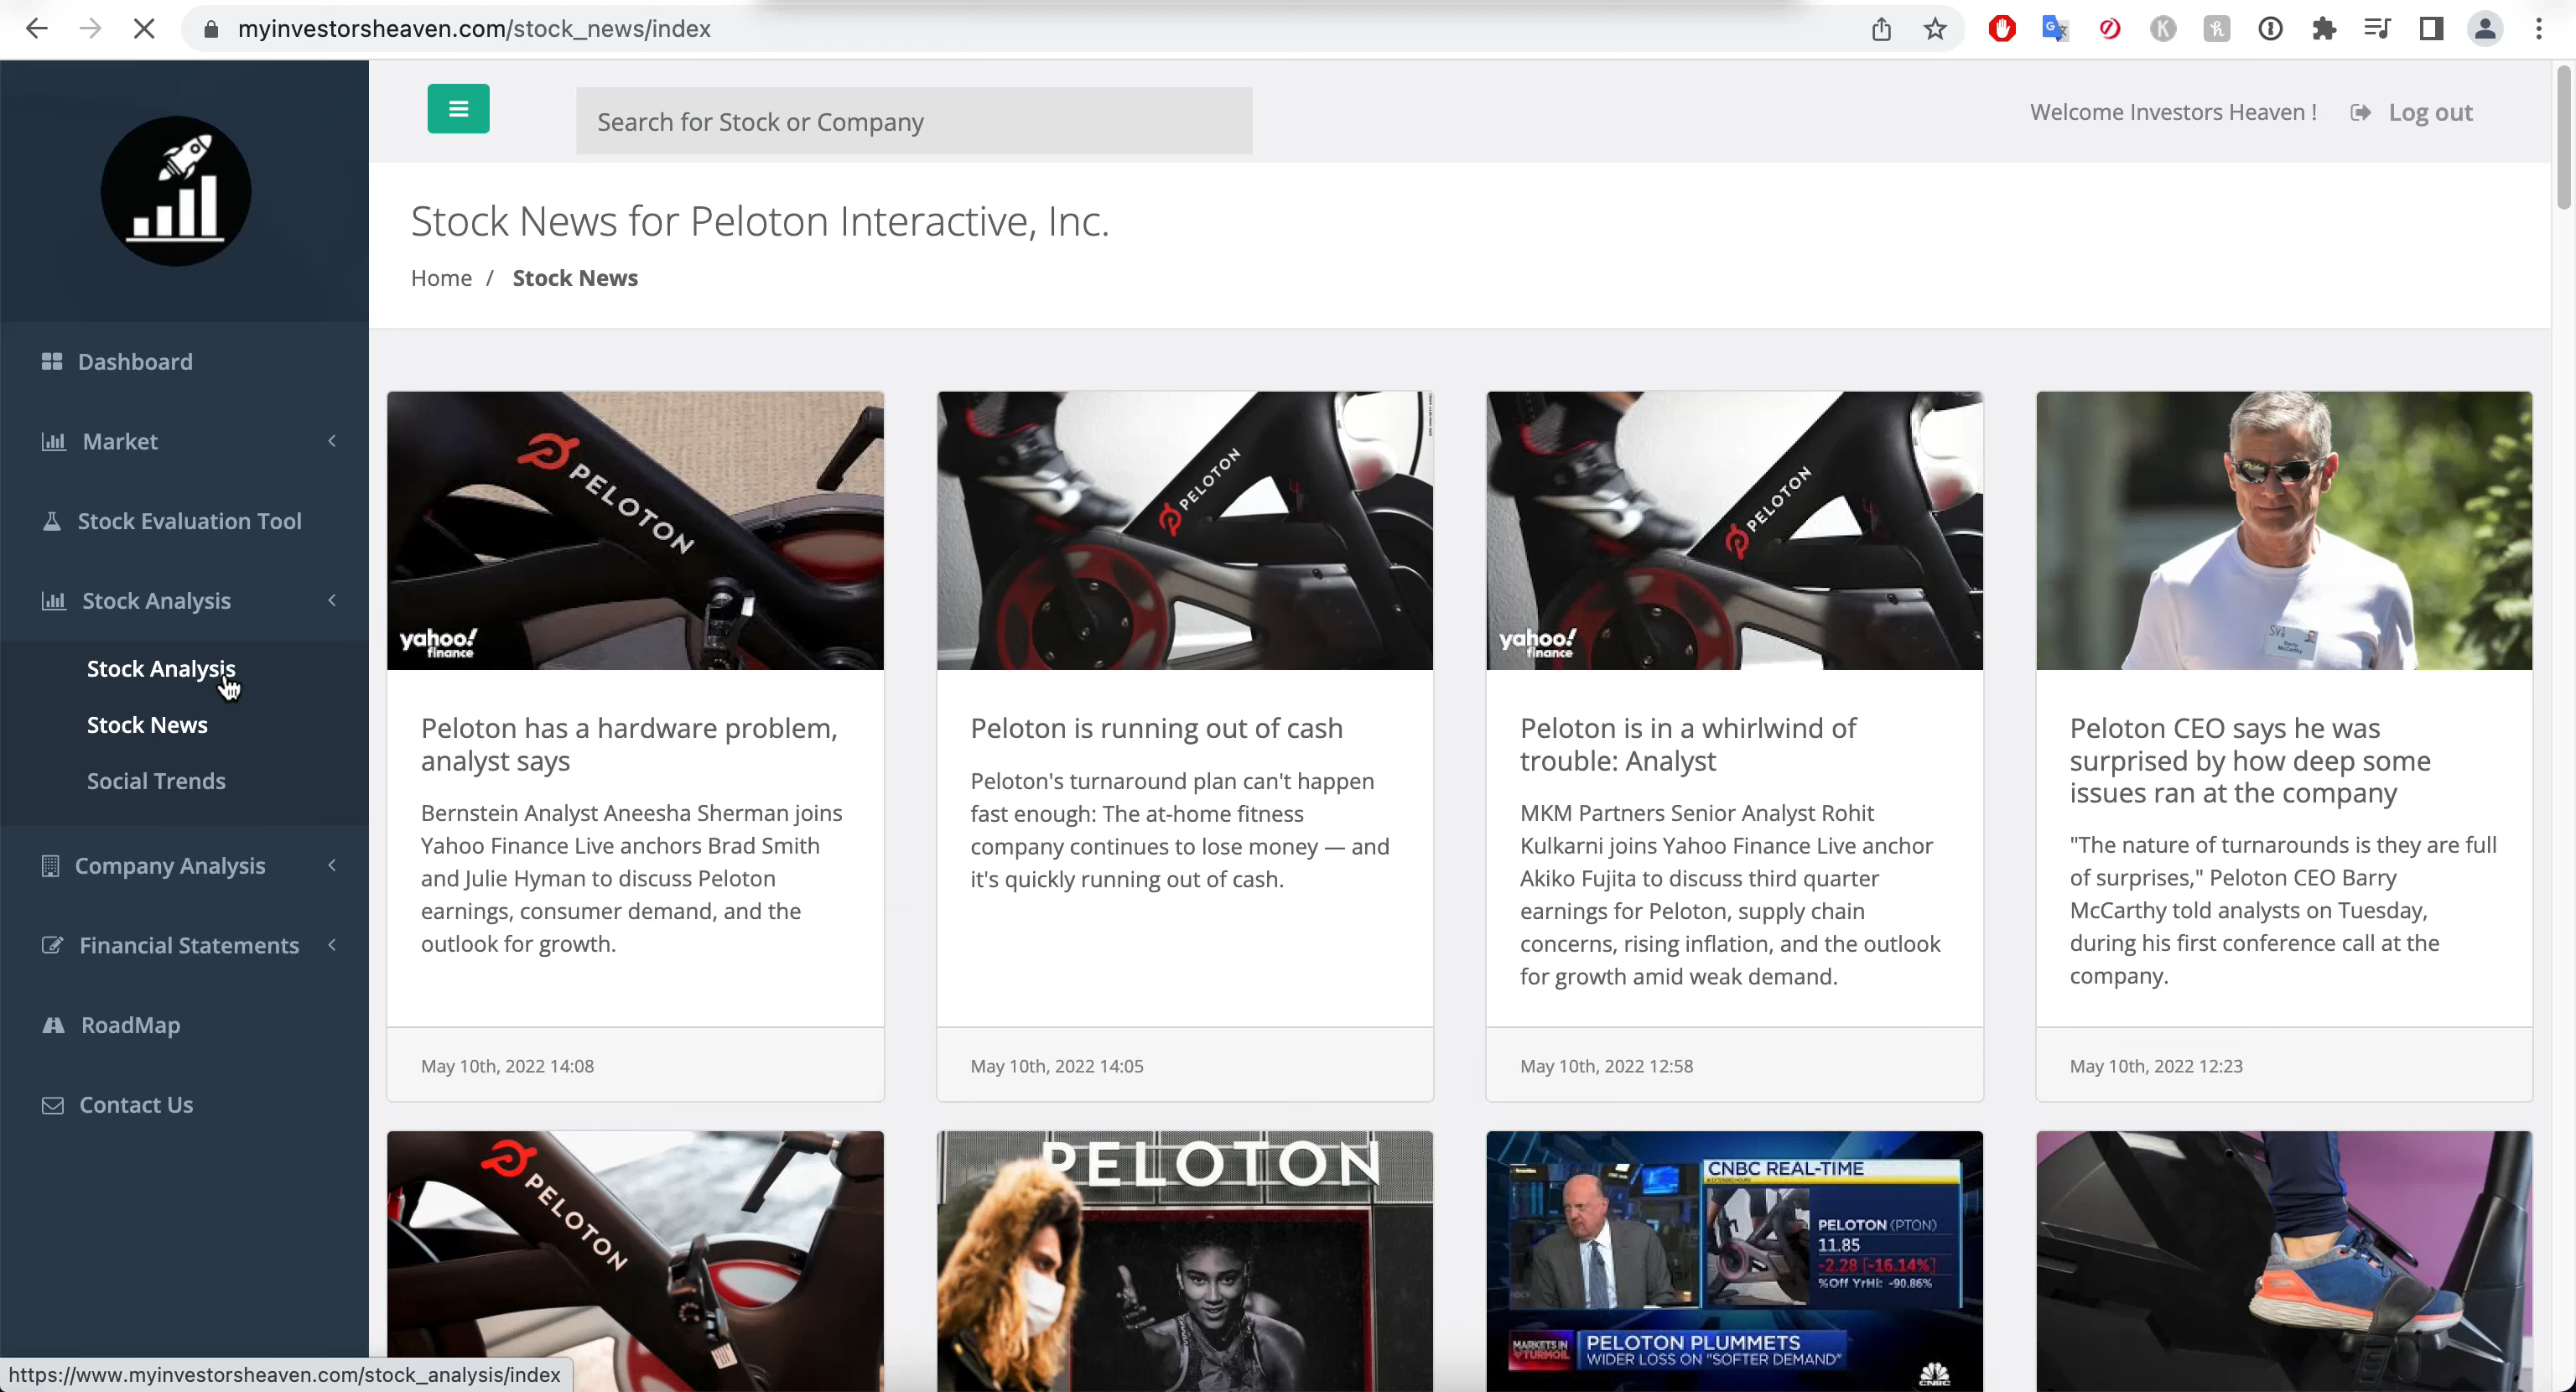 myinvestorsheaven.com/stock_news/index
Search for Stock or Company
Welcome Investors Heaven !
Log out
Stock News for Peloton Interactive, Inc.
Home / Stock News
Dashboard
Market
Stock Evaluation Tool
Stock Analysis
Stock Analysis
Stock News
Social Trends
Company Analysis
Financial Statements
RoadMap
Contact Us
PELOTON
yahoo!
finance
Peloton has a hardware problem,
analyst says
Bernstein Analyst Aneesha Sherman joins
Yahoo Finance Live anchors Brad Smith
and Julie Hyman to discuss Peloton
earnings, consumer demand, and the
outlook for growth.
May 10th, 2022 14:08
PELOTON
Peloton is running out of cash
Peloton's turnaround plan can't happen
fast enough: The at-home fitness
company continues to lose money — and
it's quickly running out of cash.
May 10th, 2022 14:05
PELOTON
yahoo!
finance
Peloton is in a whirlwind of
trouble: Analyst
MKM Partners Senior Analyst Rohit
Kulkarni joins Yahoo Finance Live anchor
Akiko Fujita to discuss third quarter
earnings for Peloton, supply chain
concerns, rising inflation, and the outlook
for growth amid weak demand.
May 10th, 2022 12:58
Peloton CEO says he was
surprised by how deep some
issues ran at the company
"The nature of turnarounds is they are full
of surprises," Peloton CEO Barry
McCarthy told analysts on Tuesday,
during his first conference call at the
company.
May 10th, 2022 12:23
PELOTON
PELOTON
CNBC REAL-TIME
PELOTON (PTON)
11.85
-2.28 [-16.14%]
%Off YrHi: -90.86%
MARKETS IN
TURMOIL
PELOTON PLUMMETS
WIDER LOSS ON "SOFTER DEMAND"
CNBC
https://www.myinvestorsheaven.com/stock_analysis/index